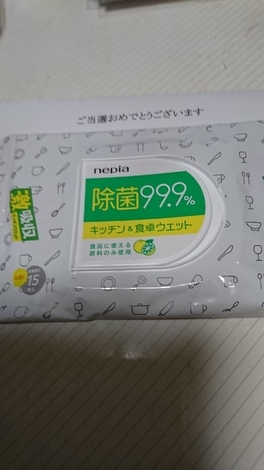 ご当選おめでとうございます
nepia
除菌99.9%
キッチン&食卓ウエット
食品に使える
原料のみ使用
15